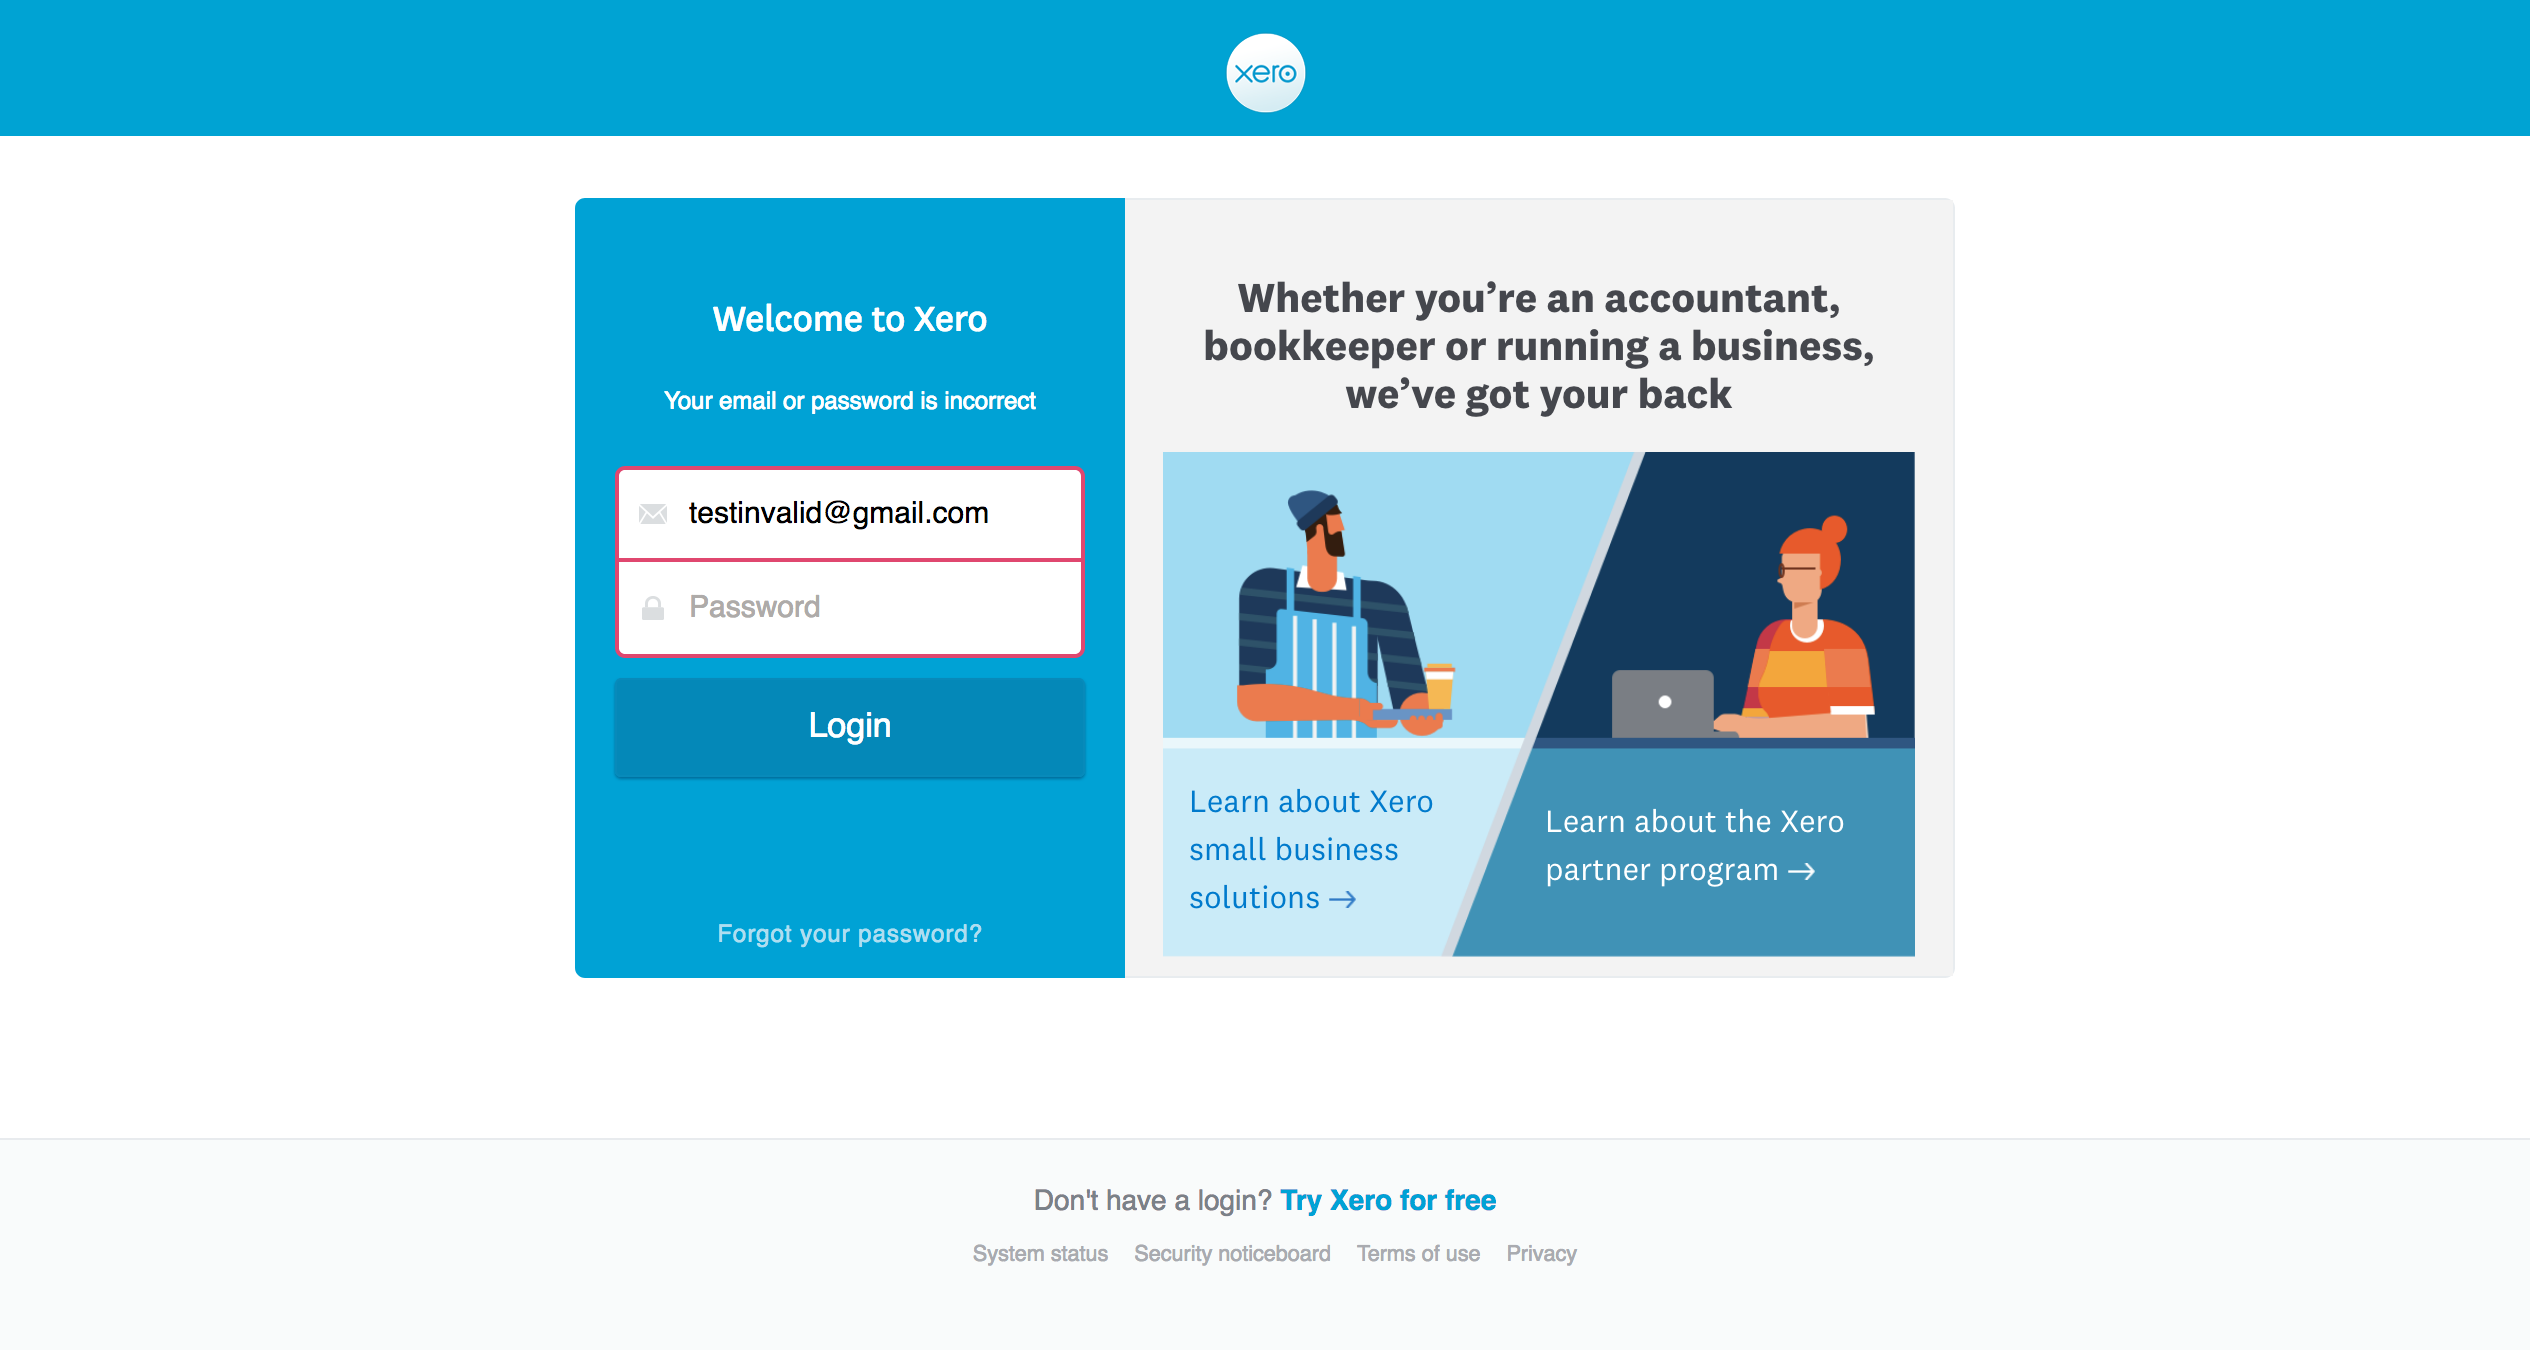 xero
Welcome to Xero
Your email or password is incorrect
testinvalid@gmail.com
Password
Login
Forgot your password?
Whether you’re an accountant,
bookkeeper or running a business,
we’ve got your back
Learn about Xero
small business
solutions →
Learn about the Xero
partner program →
Don't have a login? Try Xero for free
System status Security noticeboard Terms of use Privacy